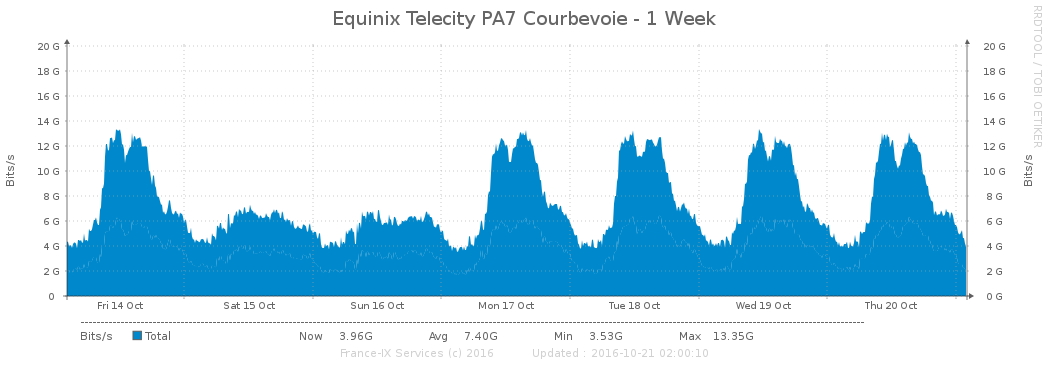 Equinix Telecity PA7 Courbevoie - 1 Week
RRDTOOL / TOBI OETIKER
Bits/s
20 G
18 G
16 G
14 G
12 G
10 G
8 G
6 G
4 G
2 G
0
20 G
18 G
16 G
14 G
12 G
10 G
8 G
6 G
4 G
2 G
0 G
Bits/s
Fri 14 Oct Sat 15 Oct Sun 16 Oct Mon 17 Oct Tue 18 Oct Wed 19 Oct Thu 20 Oct
Bits/s Total Now 3.96G Avg 7.40G Min 3.53G Max 13.35G
France-IX Services (c) 2016 Updated : 2016-10-21 02:00:10